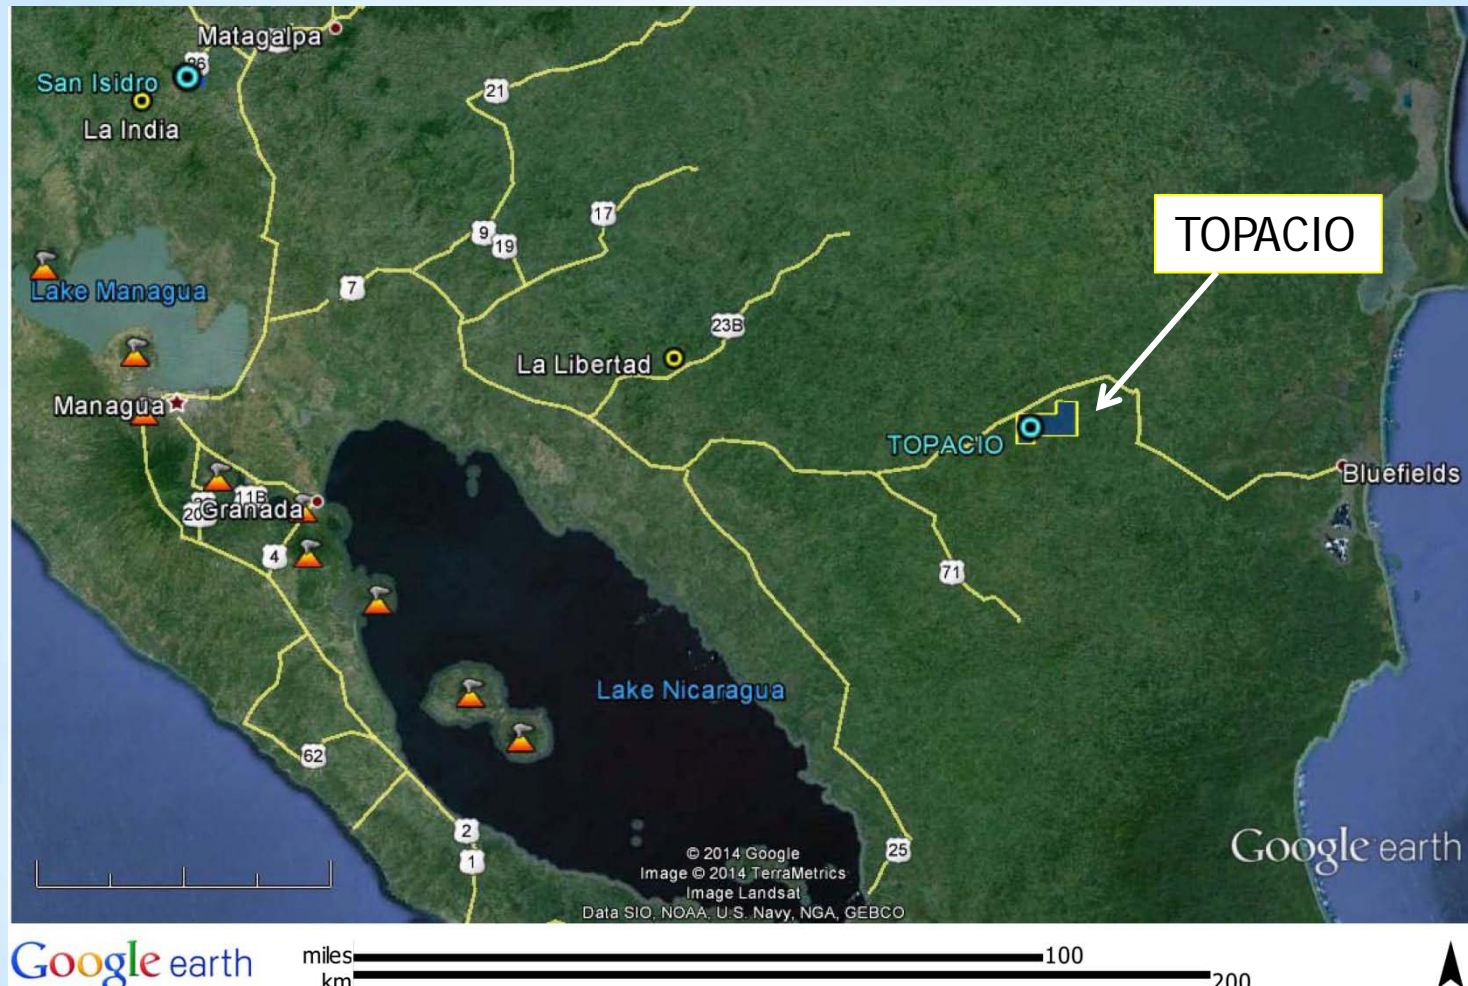 Matagalpa
26
San Isidro
La India
21
17
9
19
TOPACIO
7
Lake Managua
23B
La Libertad
Managua
TOPACIO
Bluefields
11B
20
Granada
4
71
Lake Nicaragua
62
2
1
25
© 2014 Google
Image © 2014 TerraMetrics
Image Landsat
Data SIO, NOAA, U.S. Navy, NGA, GEBCO
Google earth
Google earth
miles
100
km
200